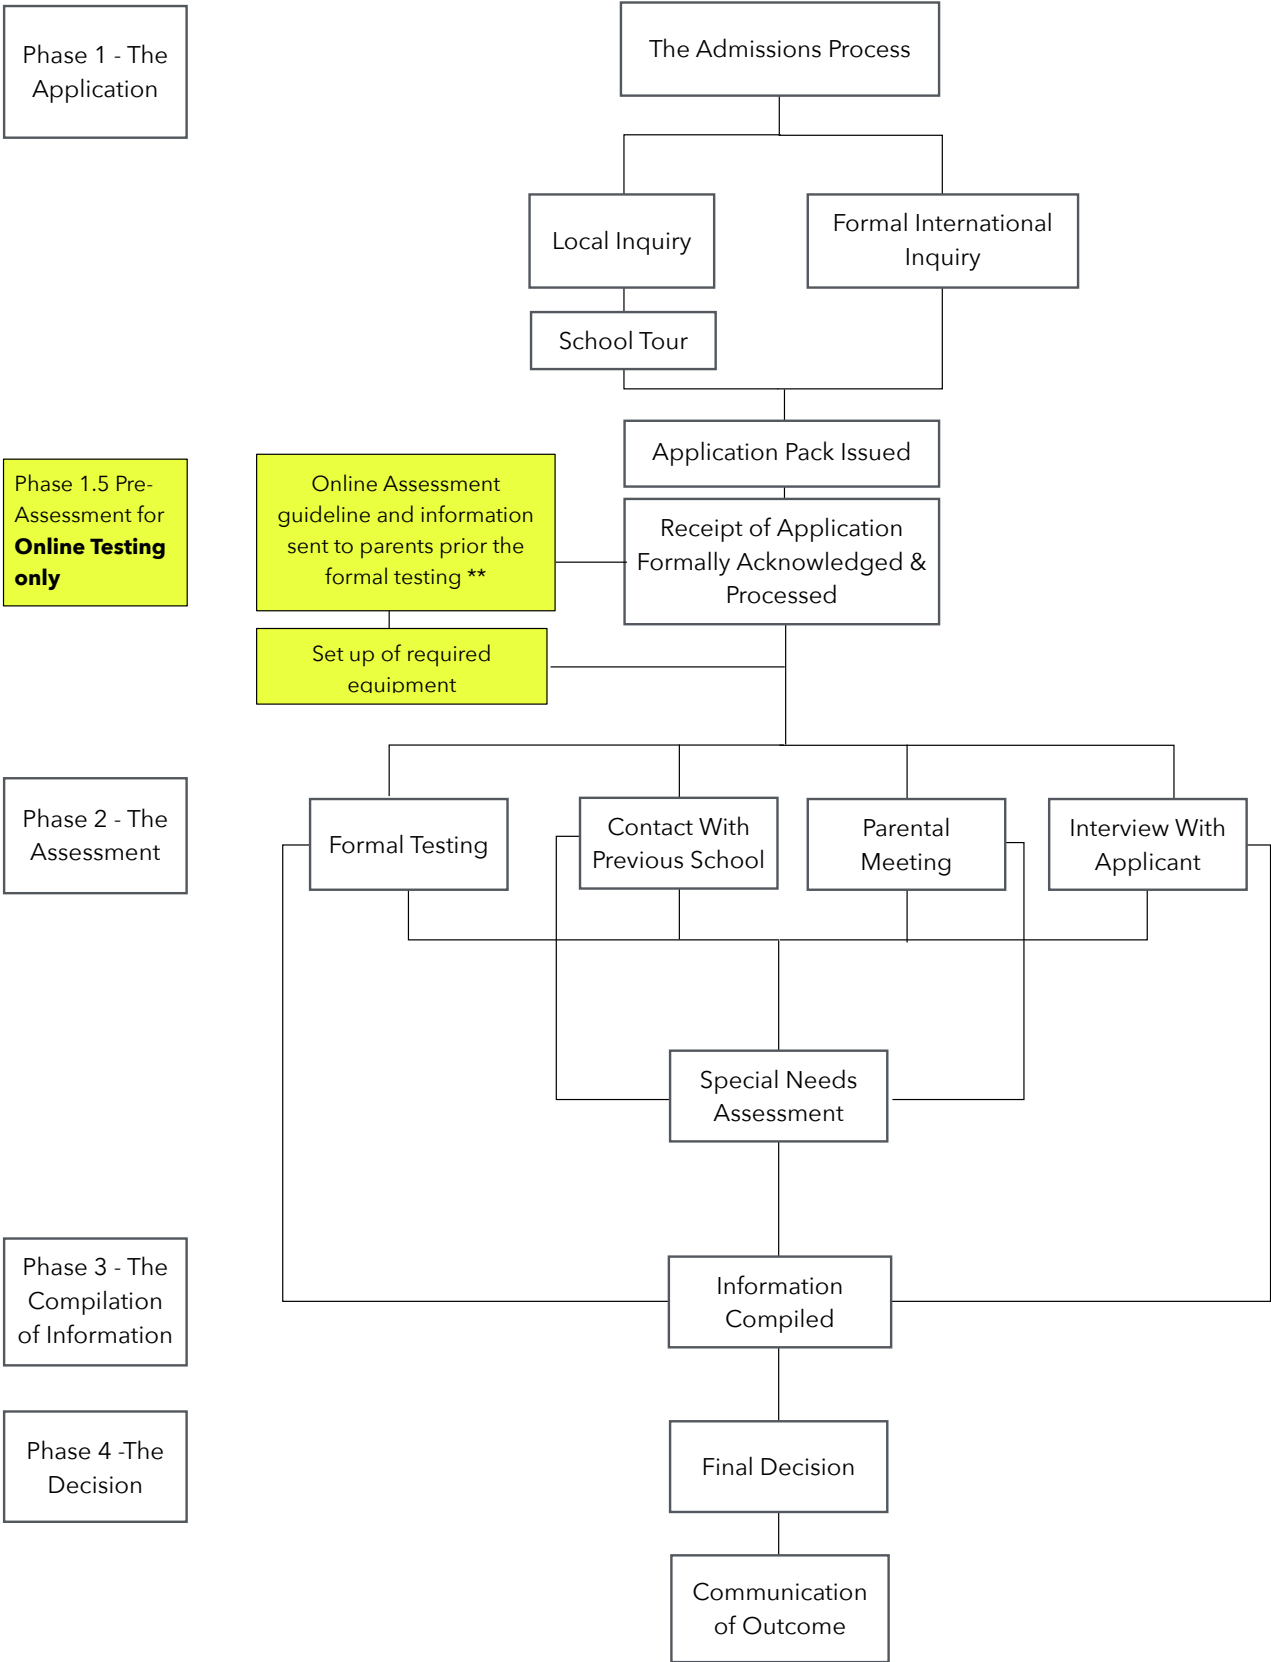 Phase 1 - The
Application
The Admissions Process
Local Inquiry
Formal International
Inquiry
School Tour
Application Pack Issued
Phase 1.5 Pre-
Assessment for
Online Testing
only
Online Assessment
guideline and information
sent to parents prior the
formal testing **
Receipt of Application
Formally Acknowledged &
Processed
Set up of required
equipment
Phase 2 - The
Assessment
Formal Testing
Contact With
Previous School
Parental
Meeting
Interview With
Applicant
Special Needs
Assessment
Phase 3 - The
Compilation
of Information
Information
Compiled
Phase 4 -The
Decision
Final Decision
Communication
of Outcome